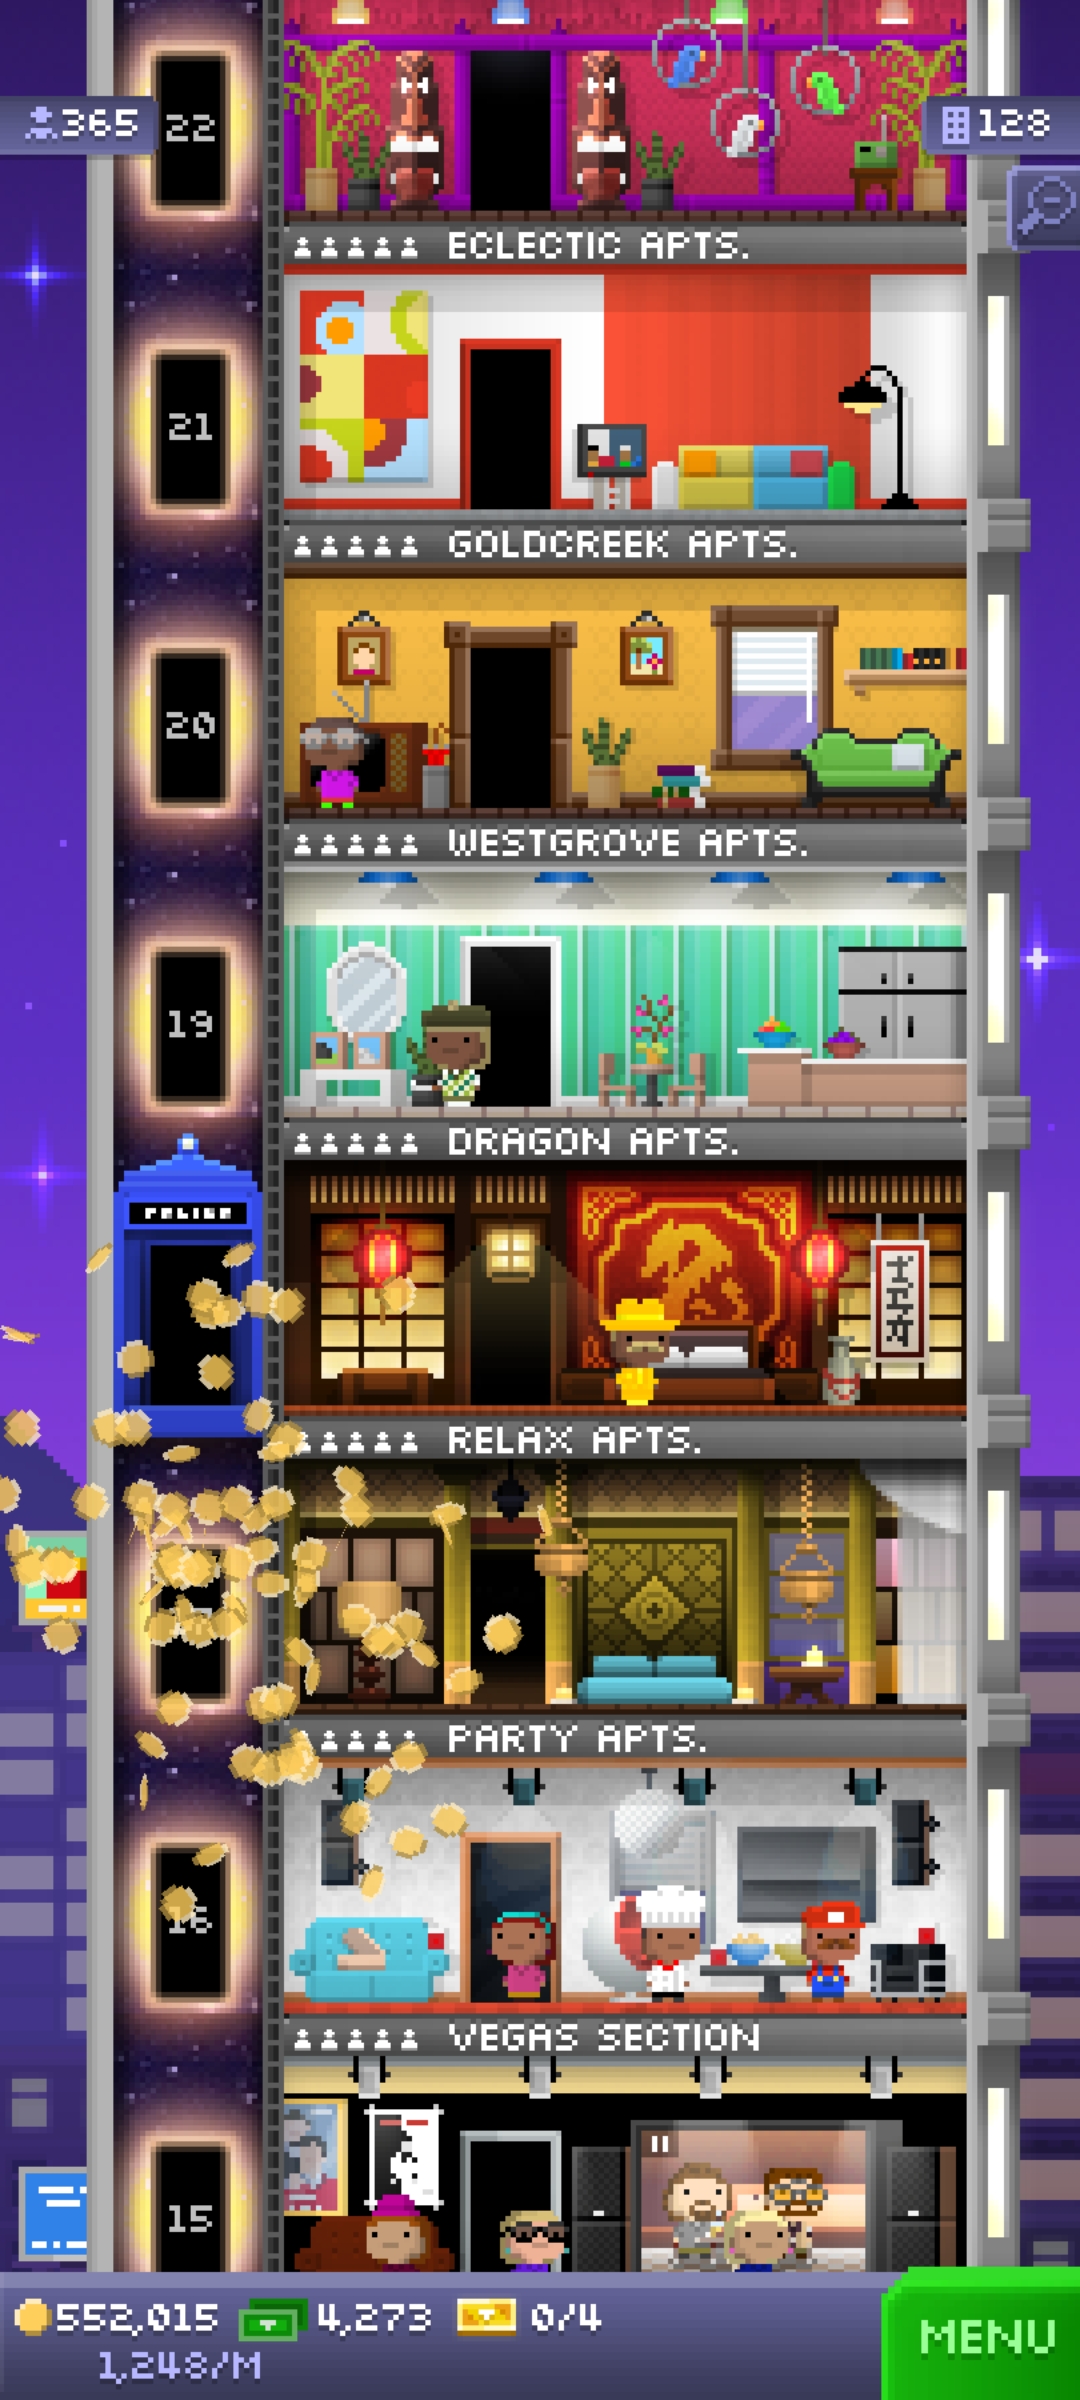 365
22
128
ECLECTIC APTS.
21
GOLDCREEK APTS.
20
WESTGROVE APTS.
19
DRAGON APTS.
POLICE
RELAX APTS.
PARTY APTS.
16
VEGAS SECTION
15
552,015
4,273
0/4
1,248/M
MENU